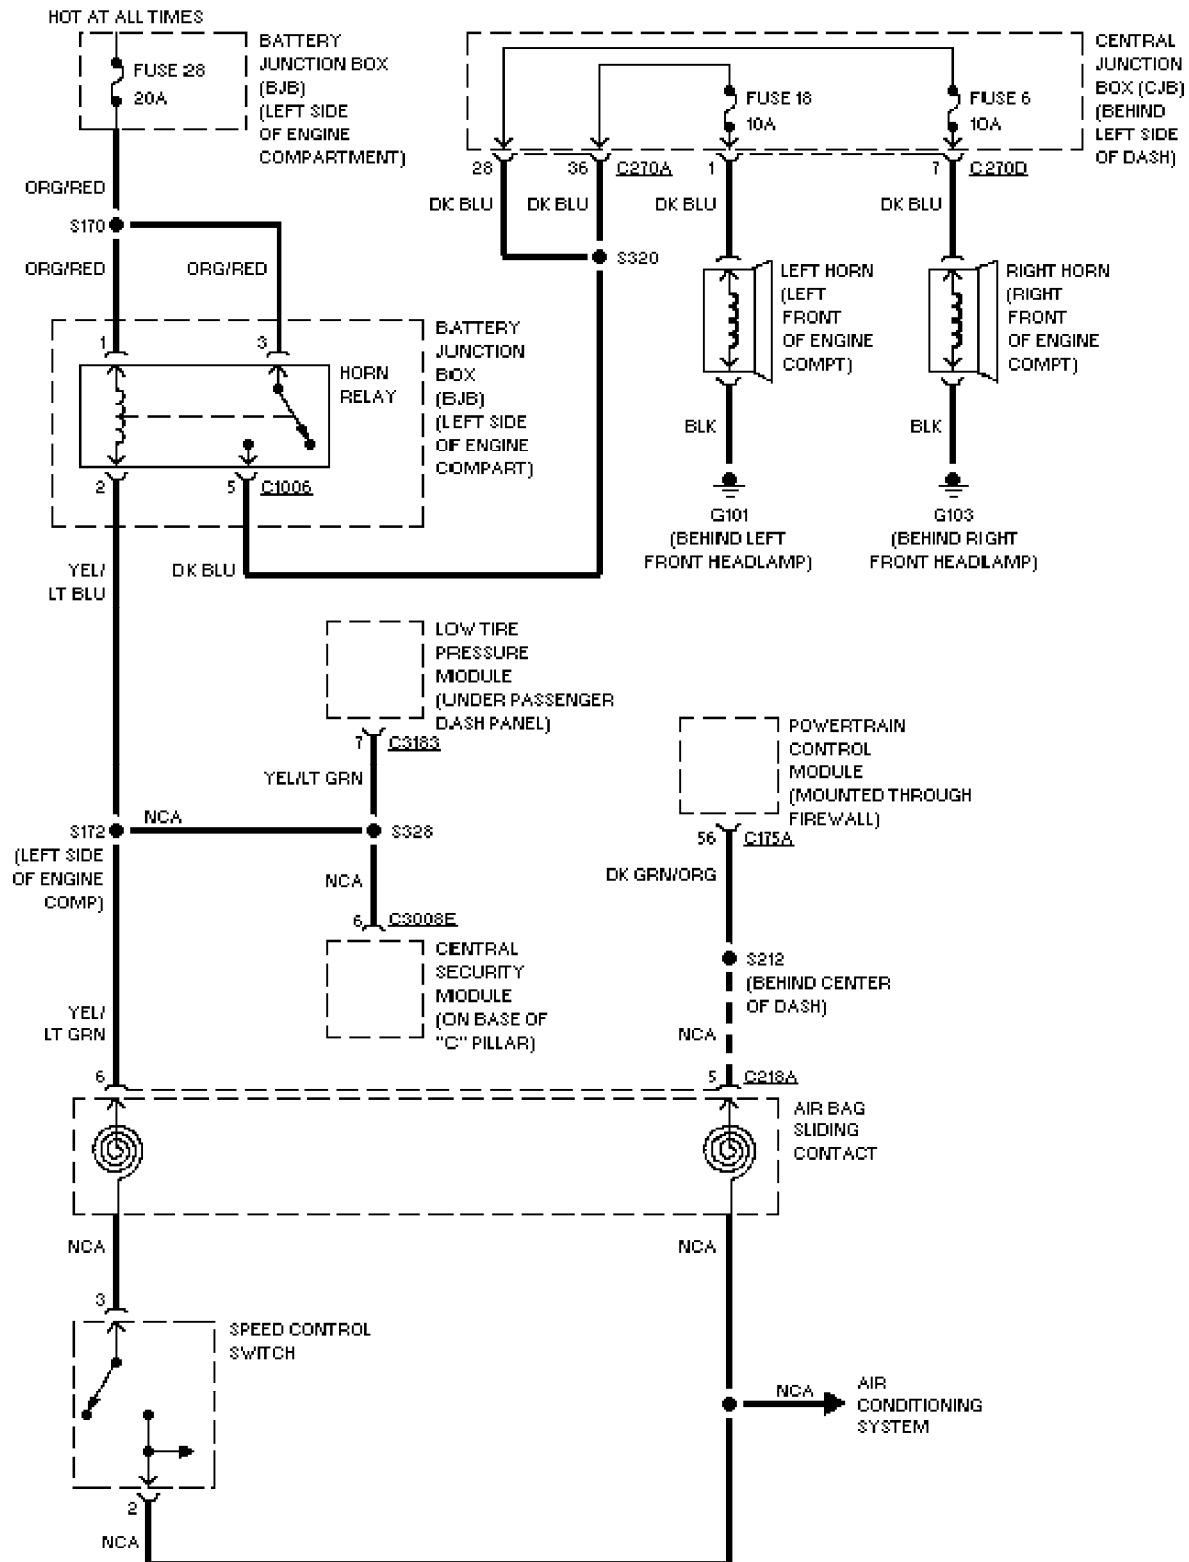 HOT AT ALL TIMES
BATTERY
JUNCTION BOX
(BJB)
(LEFT SIDE
OF ENGINE
COMPARTMENT)
FUSE 28
20A
CENTRAL
JUNCTION
BOX (CJB)
(BEHIND
LEFT SIDE
OF DASH)
FUSE 18
10A
FUSE 6
10A
28
36
C270A
1
7
C270D
ORG/RED
DK BLU
DK BLU
DK BLU
DK BLU
S170
S320
ORG/RED
ORG/RED
LEFT HORN
(LEFT
FRONT
OF ENGINE
COMPT)
RIGHT HORN
(RIGHT
FRONT
OF ENGINE
COMPT)
1
3
BATTERY
JUNCTION
BOX
(BJB)
(LEFT SIDE
OF ENGINE
COMPART)
HORN
RELAY
BLK
BLK
2
5
C1006
G101
(BEHIND LEFT
FRONT HEADLAMP)
G103
(BEHIND RIGHT
FRONT HEADLAMP)
YEL/
LT BLU
DK BLU
LOW TIRE
PRESSURE
MODULE
(UNDER PASSENGER
DASH PANEL)
7
C3183
YEL/LT GRN
POWERTRAIN
CONTROL
MODULE
(MOUNTED THROUGH
FIREWALL)
56
C175A
DK GRN/ORG
NCA
S172
(LEFT SIDE
OF ENGINE
COMP)
S328
NCA
6
C3008E
CENTRAL
SECURITY
MODULE
(ON BASE OF
"C" PILLAR)
S212
(BEHIND CENTER
OF DASH)
YEL/
LT GRN
NCA
6
5
C218A
AIR BAG
SLIDING
CONTACT
NCA
NCA
3
SPEED CONTROL
SWITCH
NCA
AIR
CONDITIONING
SYSTEM
2
NCA